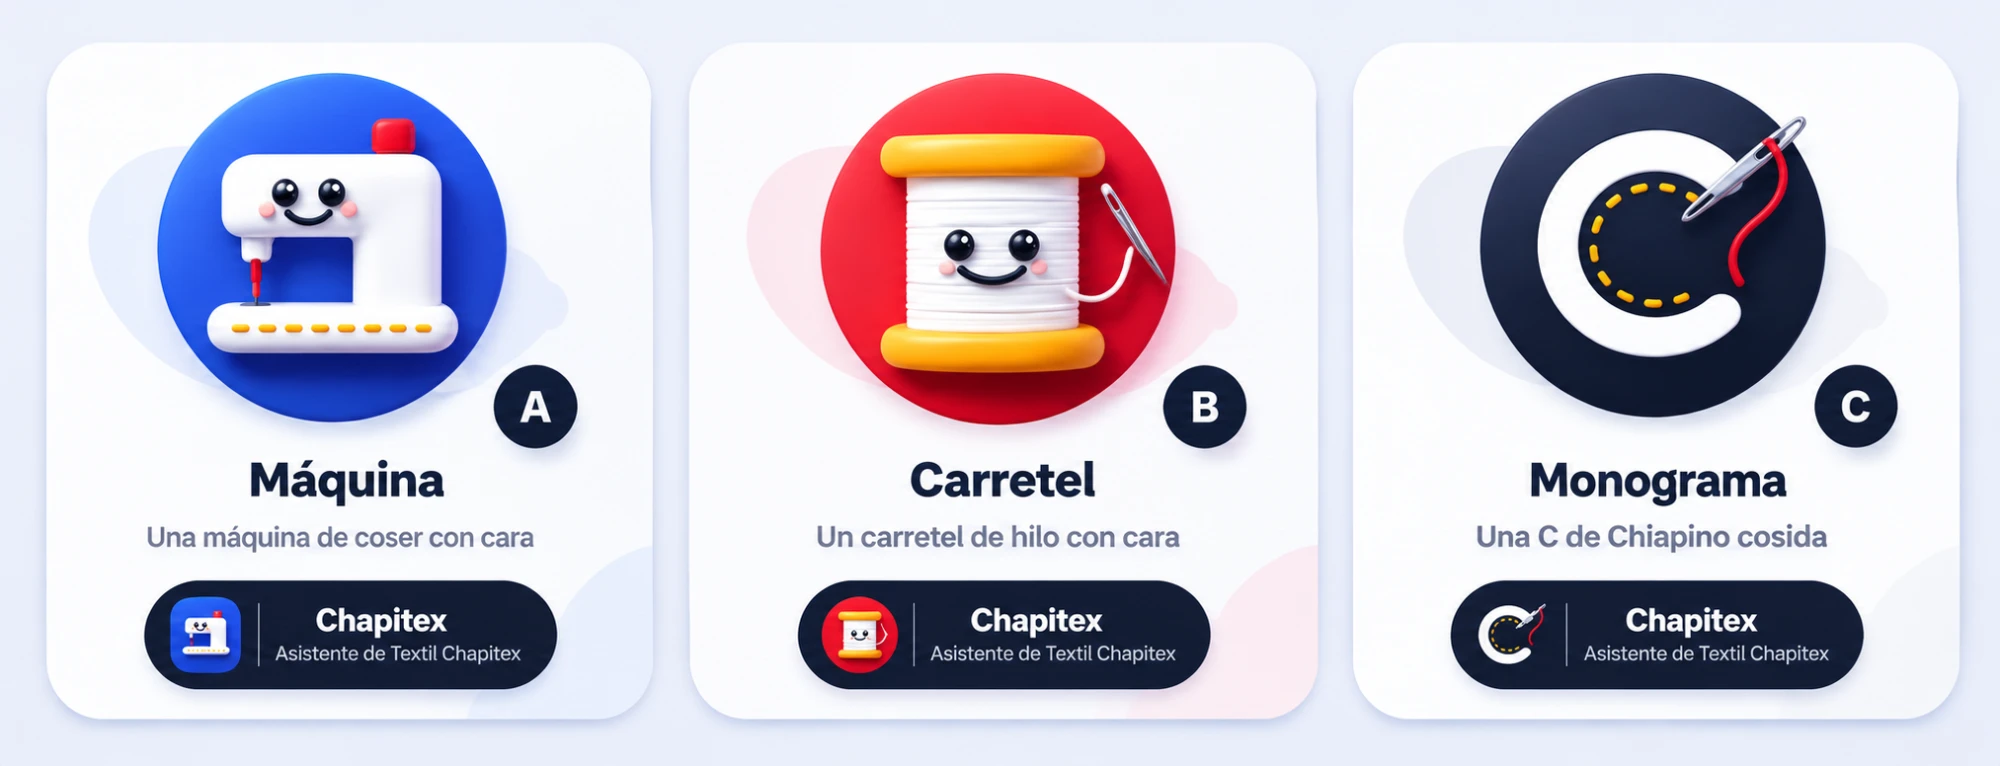 A
Máquina
Una máquina de coser con cara
Chapitex
Asistente de Textil Chapitex
B
Carretel
Un carretel de hilo con cara
Chapitex
Asistente de Textil Chapitex
C
Monograma
Una C de Chiapino cosida
Chapitex
Asistente de Textil Chapitex